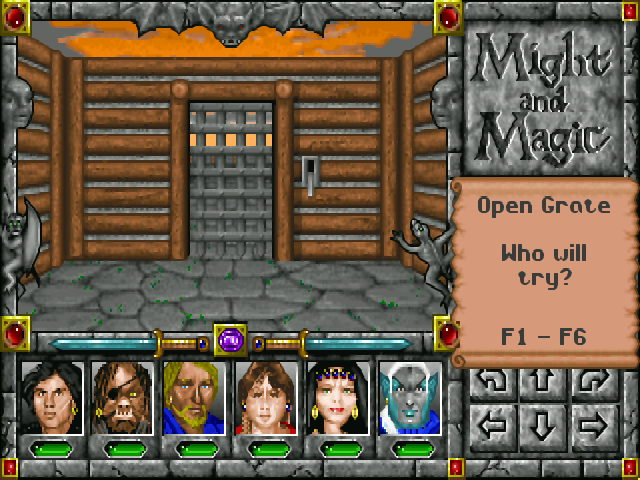 Might
and
Magic
Open Grate
Who will
try?
F1 - F6